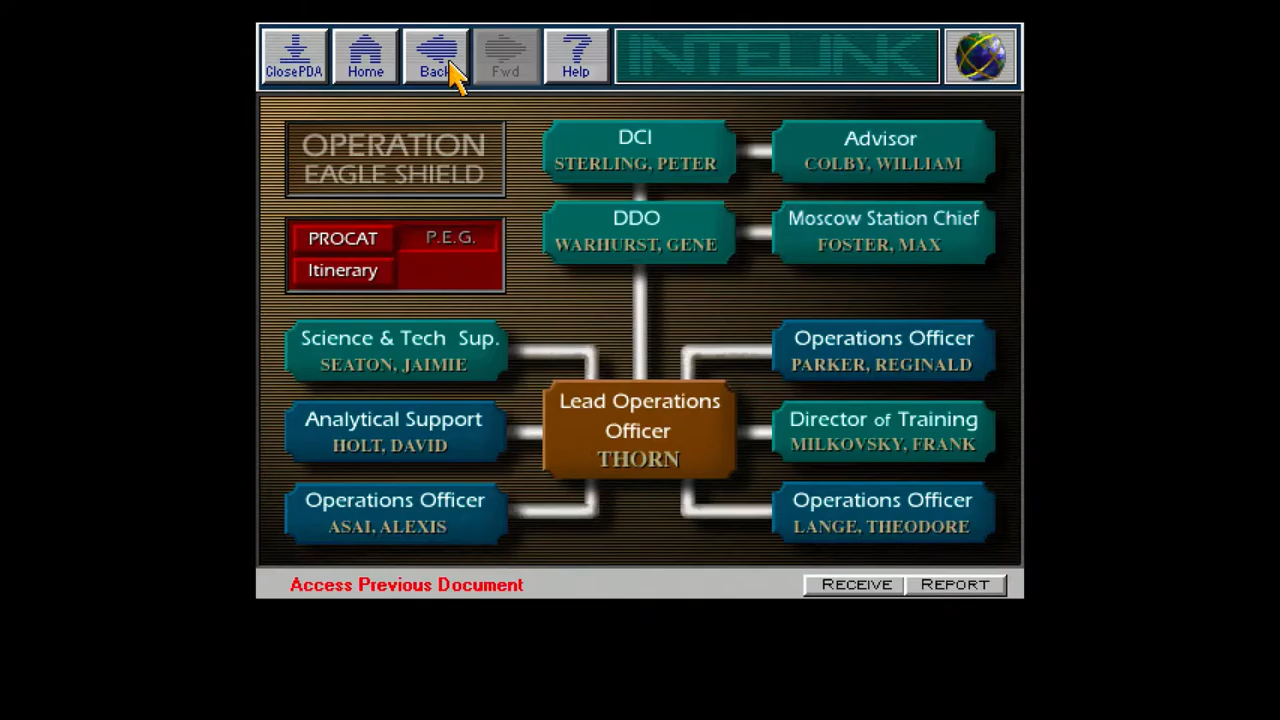 ClosePDA
Home
Back
Fwd
Help
INTELINK
OPERATION
EAGLE SHIELD
DCI
STERLING, PETER
Advisor
COLBY, WILLIAM
PROCAT
P.E.G.
Itinerary
DDO
WARHURST, GENE
Moscow Station Chief
FOSTER, MAX
Science & Tech Sup.
SEATON, JAIMIE
Operations Officer
PARKER, REGINALD
Lead Operations
Officer
THORN
Analytical Support
HOLT, DAVID
Director of Training
MILKOVSKY, FRANK
Operations Officer
ASAI, ALEXIS
Operations Officer
LANGE, THEODORE
Access Previous Document
RECEIVE
REPORT